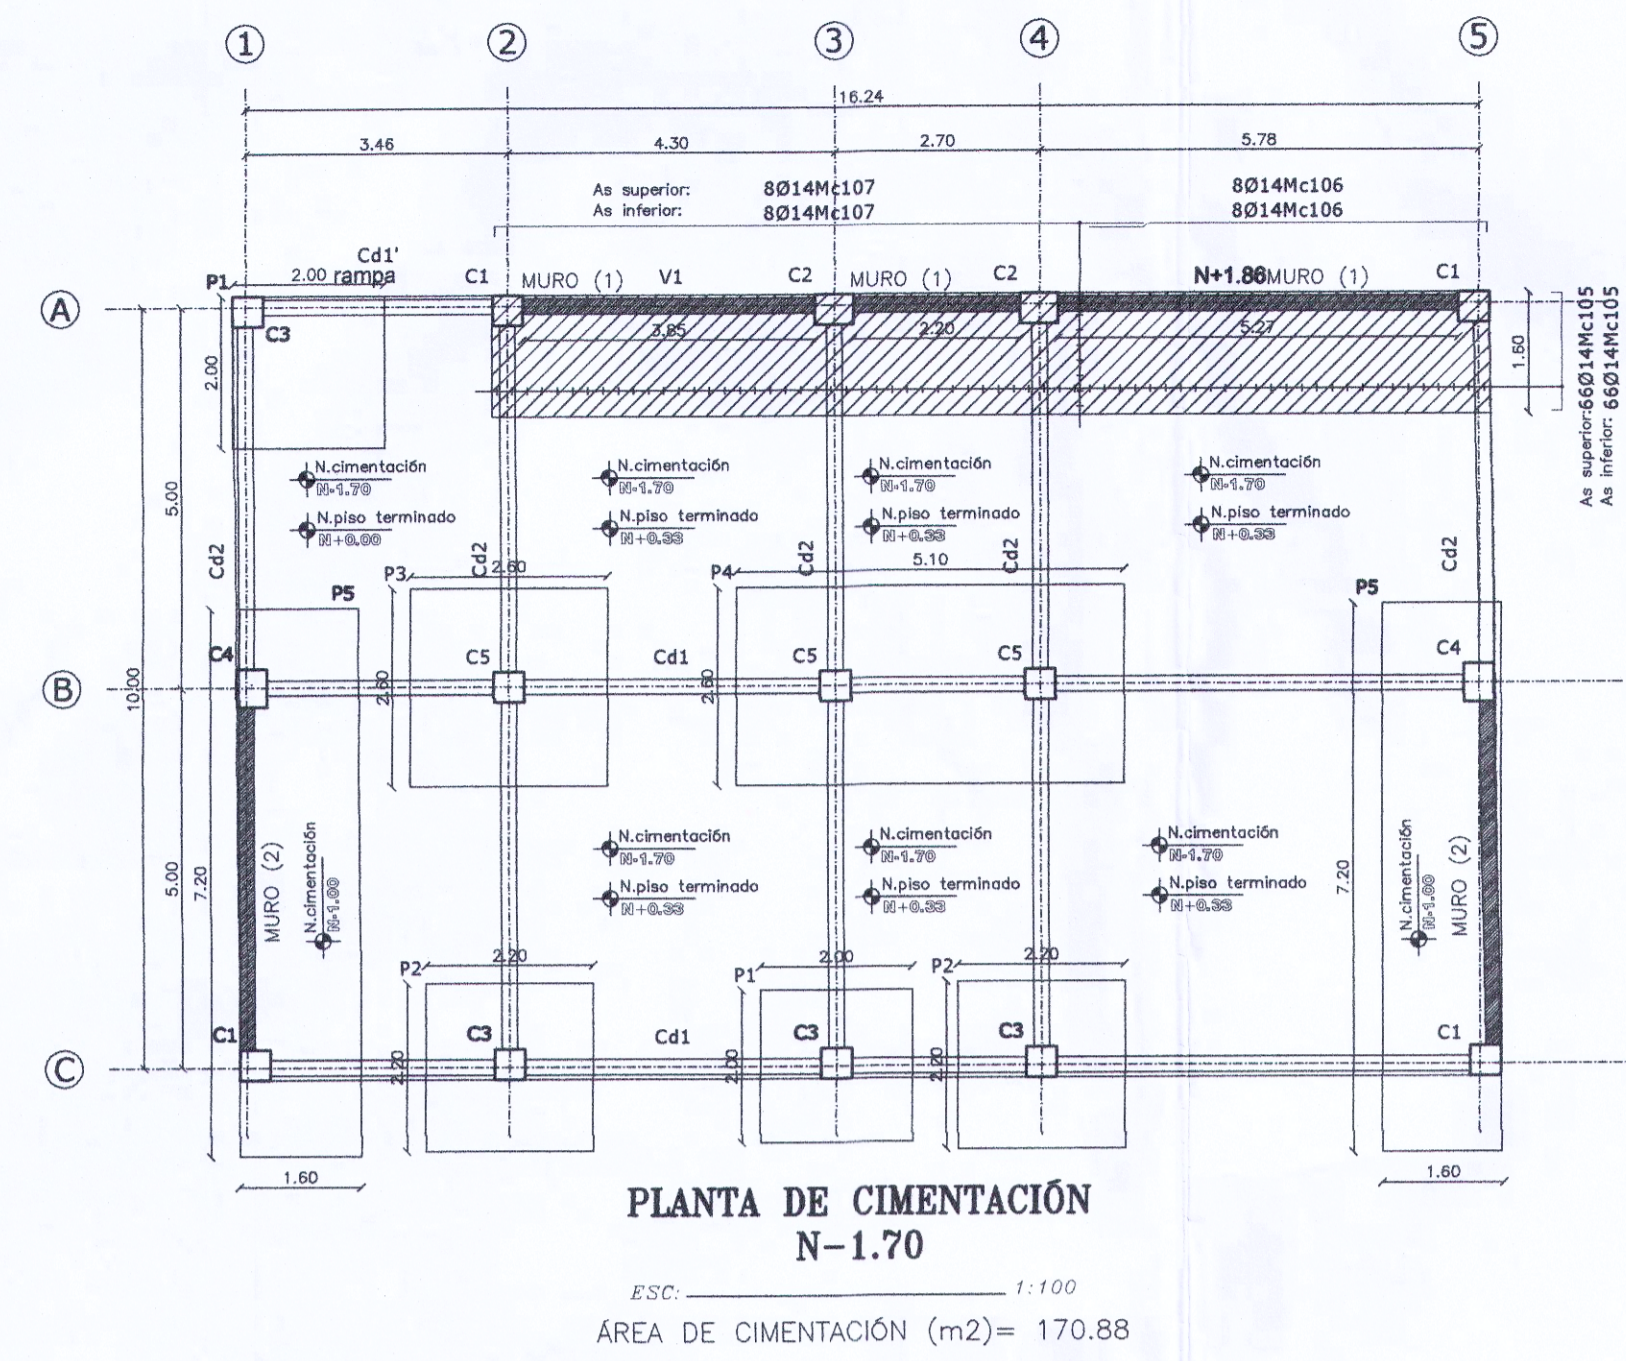 1 2 3 4 5
16.24
3.46 4.30 2.70 5.78
As superior: 8Ø14Mc107 8Ø14Mc106
As inferior: 8Ø14Mc107 8Ø14Mc106
Cd1'
P1 2.00 rampa C1 MURO (1) V1 C2 MURO (1) C2 N+1.86 MURO (1) C1
A
C3
3.85 2.20 5.27
2.00
1.60
As superior:66Ø14Mc105
As inferior: 66Ø14Mc105
N.cimentación N.cimentación N.cimentación N.cimentación
N-1.70 N-1.70 N-1.70 N-1.70
N.piso terminado N.piso terminado N.piso terminado N.piso terminado
N+0.00 N+0.33 N+0.33 N+0.33
5.00
Cd2 Cd2 Cd2 Cd2 Cd2
P3 2.60 P4 5.10
P5 P5
C4 C5 Cd1 C5 C5 C4
B
10.00
2.60 2.60
N.cimentación N.cimentación N.cimentación
N-1.70 N-1.70 N-1.70
N.piso terminado N.piso terminado N.piso terminado
N+0.33 N+0.33 N+0.33
5.00
7.20
MURO (2)
N.cimentación
N-1.00
7.20
N.cimentación
N-1.00
MURO (2)
P2 2.20 P1 2.00 P2 2.20
C1 C3 Cd1 C3 C3 C1
C
2.20 2.00 2.20
1.60 1.60
PLANTA DE CIMENTACIÓN
N-1.70
ESC: 1:100
ÁREA DE CIMENTACIÓN (m2)= 170.88